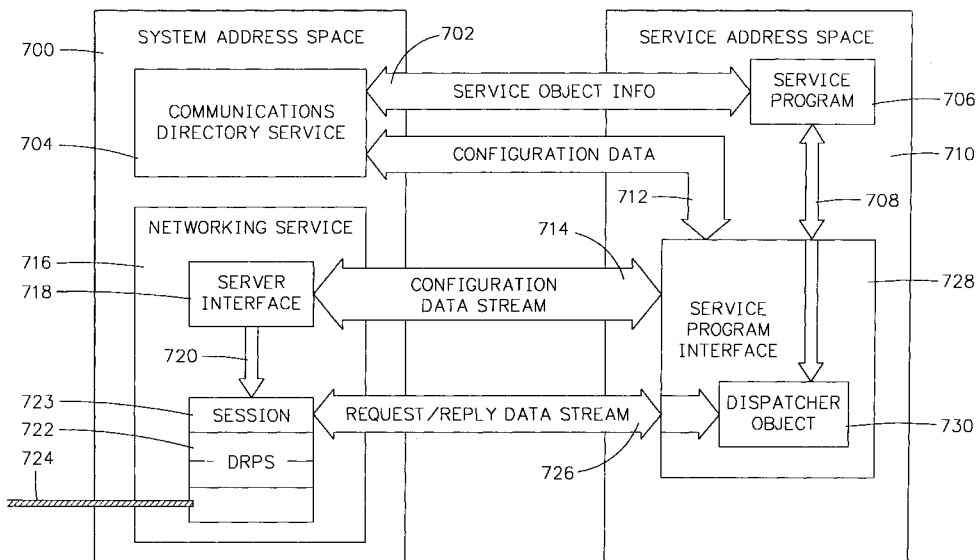 SYSTEM ADDRESS SPACE
SERVICE ADDRESS SPACE
700
702
SERVICE OBJECT INFO
SERVICE
PROGRAM
706
COMMUNICATIONS
DIRECTORY SERVICE
704
CONFIGURATION DATA
710
712
708
NETWORKING SERVICE
714
716
718
SERVER
INTERFACE
CONFIGURATION
DATA STREAM
728
SERVICE
PROGRAM
INTERFACE
720
723
SESSION
REQUEST/REPLY DATA STREAM
DISPATCHER
OBJECT
730
722
DRPS
724
726